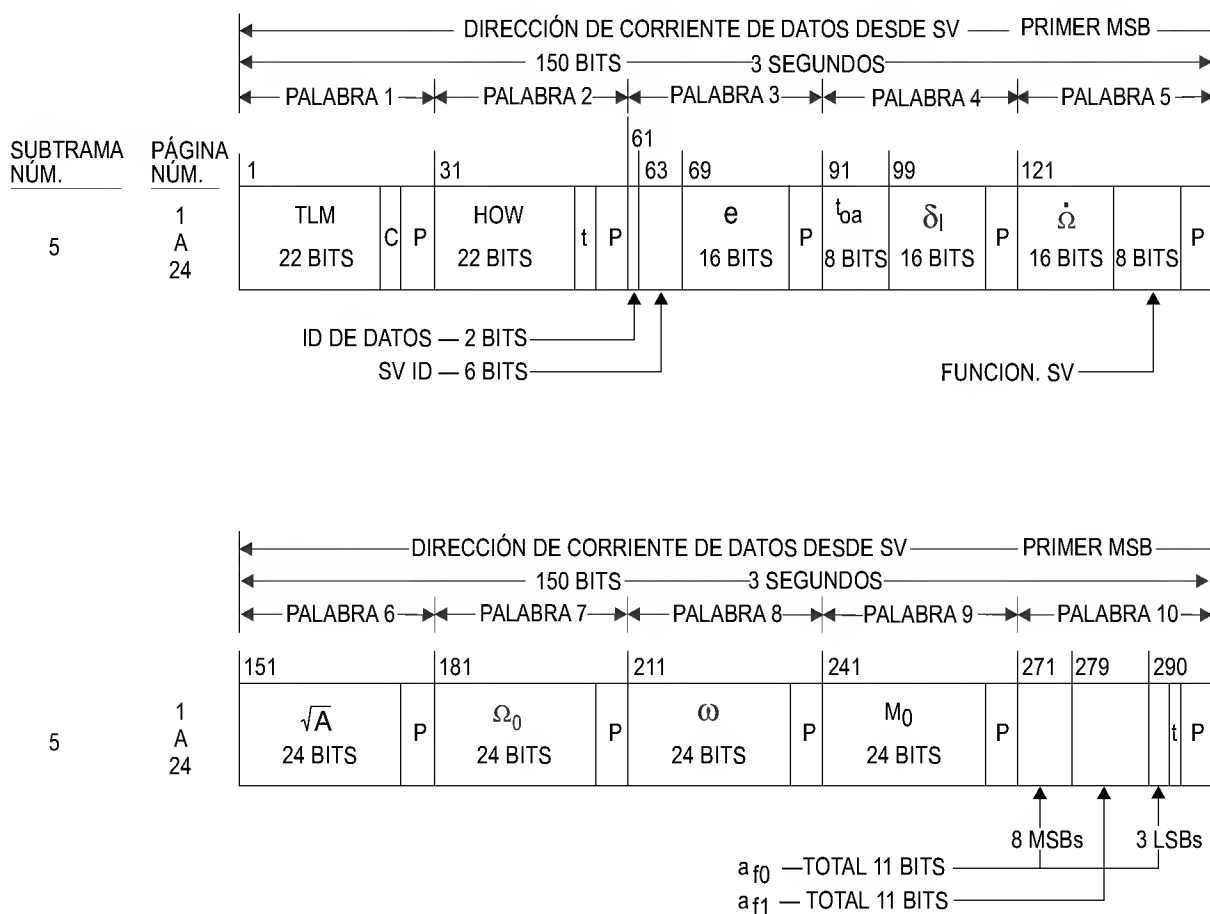 DIRECCIÓN DE CORRIENTE DE DATOS DESDE SV — PRIMER MSB
150 BITS — 3 SEGUNDOS
PALABRA 1 PALABRA 2 PALABRA 3 PALABRA 4 PALABRA 5
SUBTRAMA NÚM. PÁGINA NÚM.
1 31 61 63 69 91 99 121
5
1 A 24
TLM 22 BITS C P HOW 22 BITS t P e 16 BITS P t_oa 8 BITS δ_I 16 BITS P Ω̇ 16 BITS 8 BITS P
ID DE DATOS — 2 BITS
SV ID — 6 BITS
FUNCION. SV
DIRECCIÓN DE CORRIENTE DE DATOS DESDE SV — PRIMER MSB
150 BITS — 3 SEGUNDOS
PALABRA 6 PALABRA 7 PALABRA 8 PALABRA 9 PALABRA 10
151 181 211 241 271 279 290
5
1 A 24
√A 24 BITS P Ω_0 24 BITS P ω 24 BITS P M_0 24 BITS P t P
8 MSBs 3 LSBs
a_f0 — TOTAL 11 BITS
a_f1 — TOTAL 11 BITS